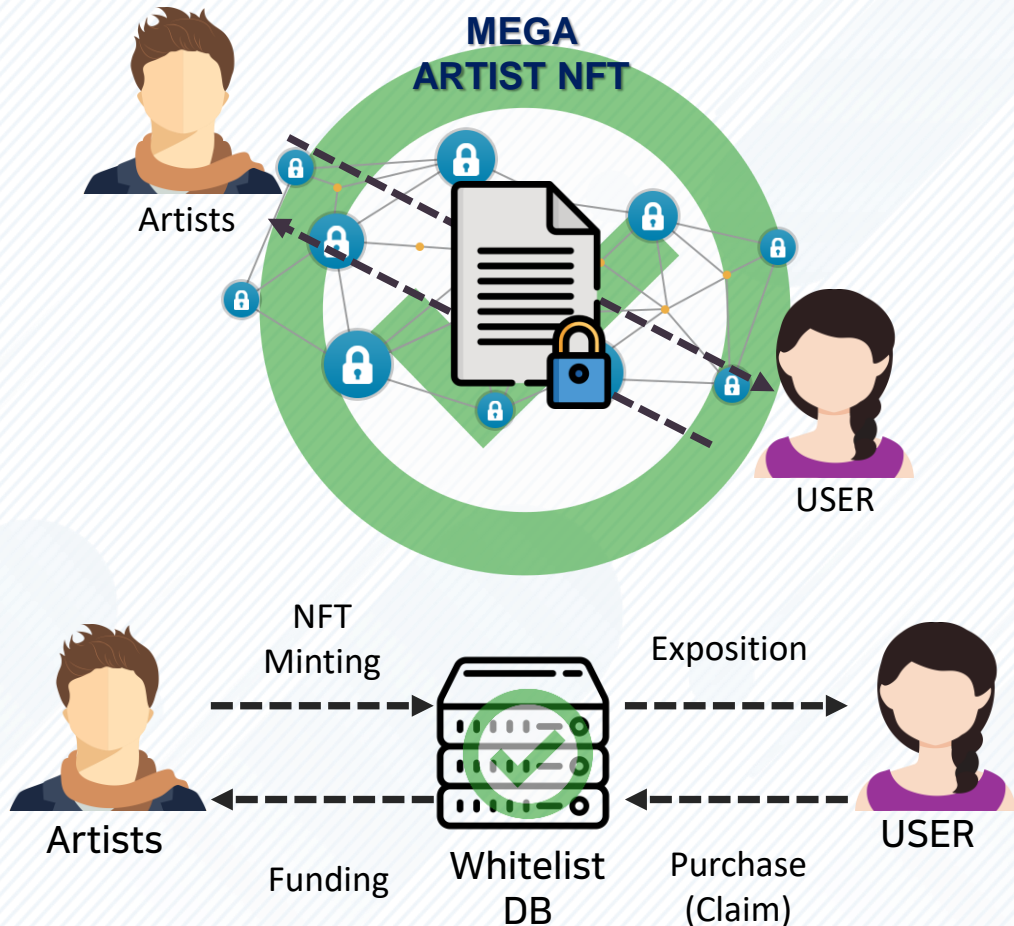 MEGA
ARTIST NFT
Artists
USER
NFT
Minting
Exposition
Artists
USER
Funding
Whitelist
DB
Purchase
(Claim)